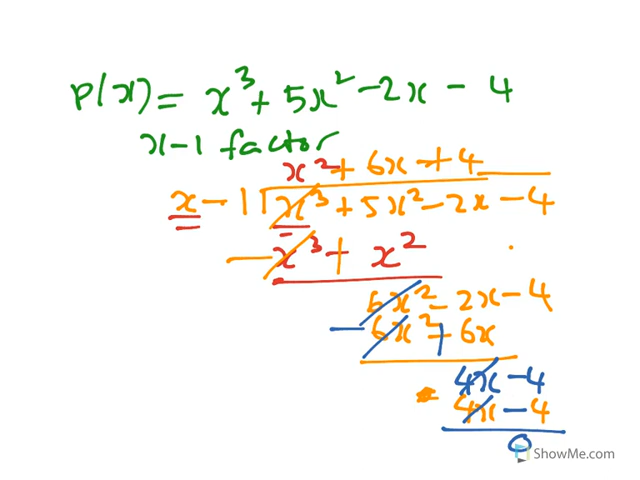 p(x) = x³ + 5x² - 2x - 4
x-1 factor
x² + 6x + 4
x - 1 x³ + 5x² - 2x - 4
- x³ + x²
6x² - 2x - 4
- 6x² + 6x
4x - 4
4x - 4
0
ShowMe.com